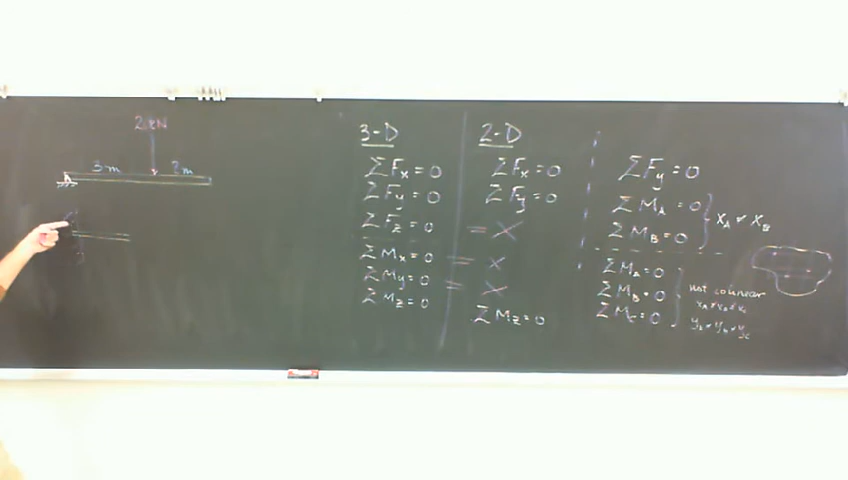 2 kN
3 m 2 m
A
3-D
ΣFx = 0
ΣFy = 0
ΣFz = 0
ΣMx = 0
ΣMy = 0
ΣMz = 0
2-D
ΣFx = 0
ΣFy = 0
= X
= X
= X
ΣMz = 0
ΣFy = 0
ΣMA = 0
ΣMB = 0
xA ≠ xB
ΣMA = 0
ΣMB = 0
ΣMC = 0
not colinear
xA ≠ xB ≠ xC
yA ≠ yB ≠ yC